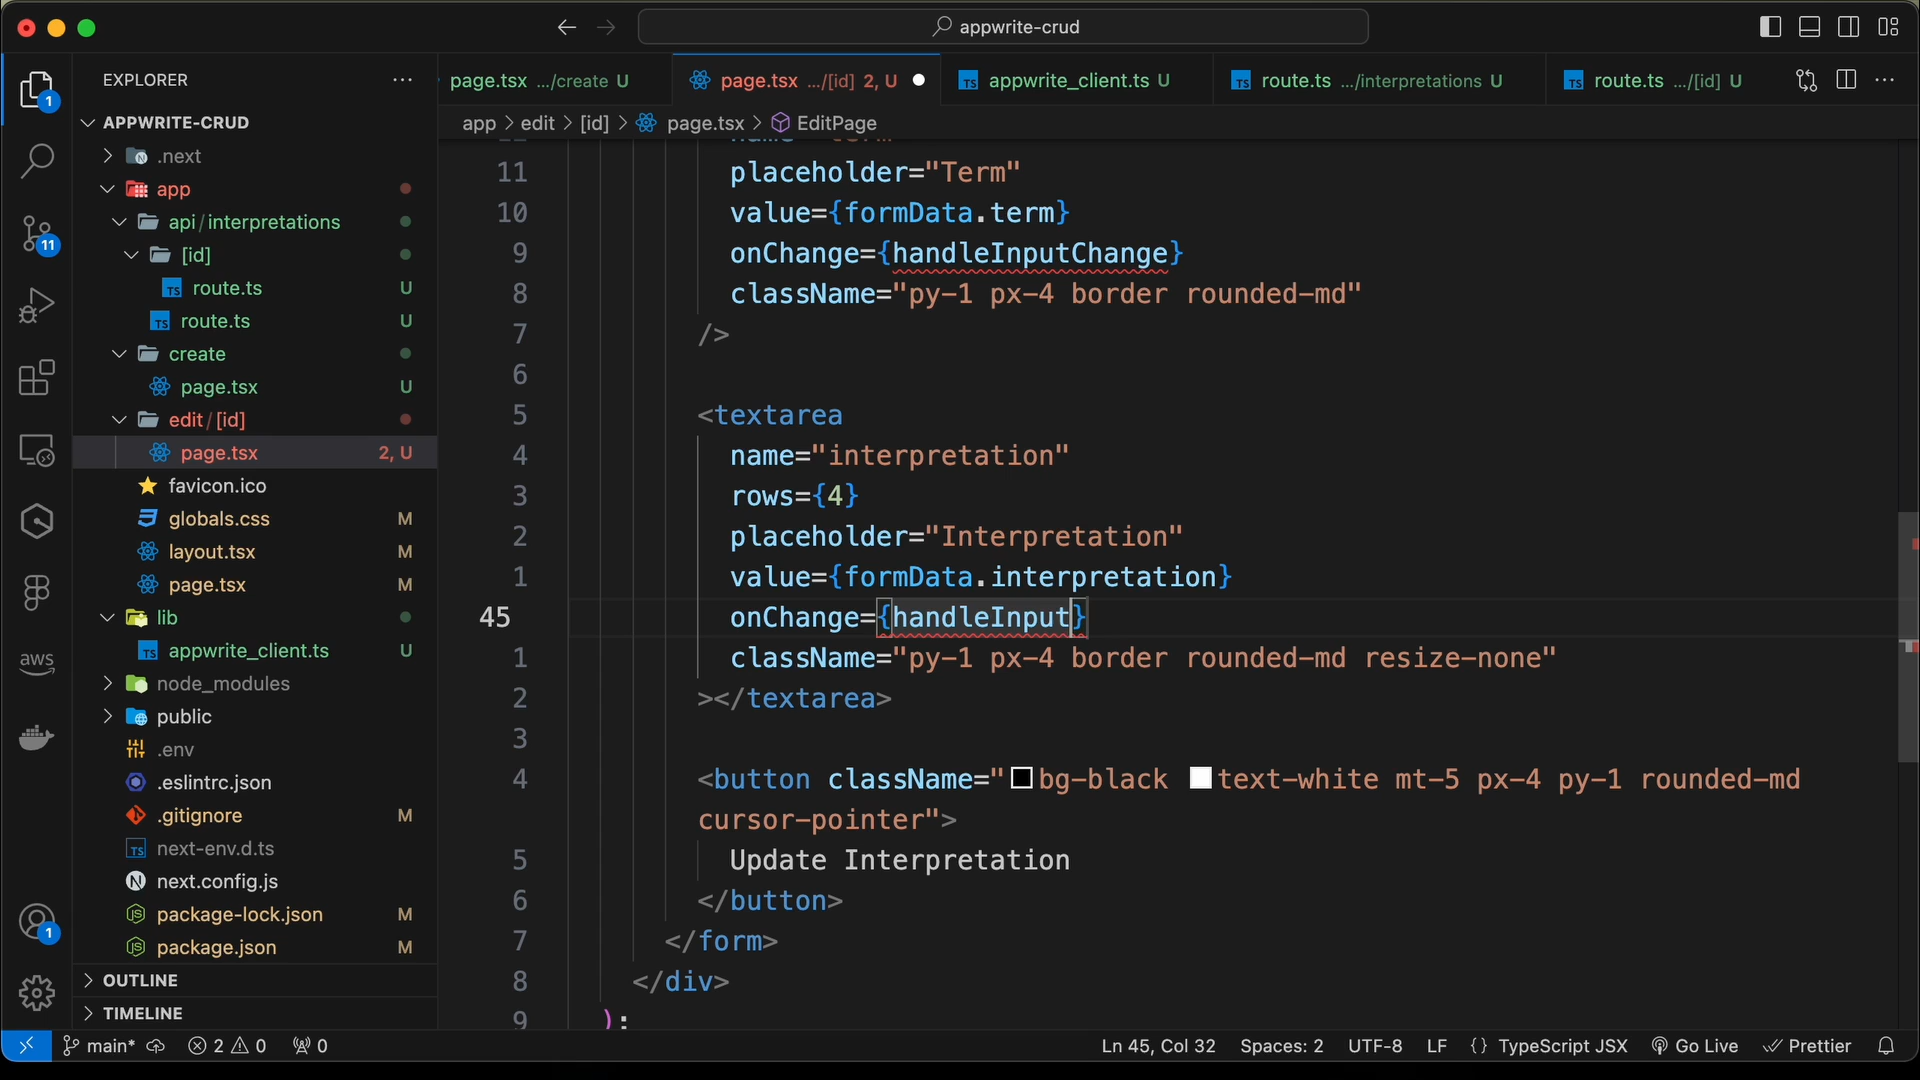 appwrite-crud
EXPLORER
page.tsx .../create U
page.tsx .../[id] 2, U
appwrite_client.ts U
route.ts .../interpretations U
route.ts .../[id] U
app > edit > [id] > page.tsx > EditPage
APPWRITE-CRUD
.next
app
api/interpretations
[id]
route.ts U
route.ts U
create
page.tsx U
edit/[id]
page.tsx 2, U
favicon.ico
globals.css M
layout.tsx M
page.tsx M
lib
appwrite_client.ts U
node_modules
public
.env
.eslintrc.json
.gitignore M
next-env.d.ts
next.config.js
package-lock.json M
package.json M
OUTLINE
TIMELINE
1
11
aws
1
11 placeholder="Term"
10 value={formData.term}
9 onChange={handleInputChange}
8 className="py-1 px-4 border rounded-md"
7 />
6
5 <textarea
4 name="interpretation"
3 rows={4}
2 placeholder="Interpretation"
1 value={formData.interpretation}
45 onChange={handleInput}
1 className="py-1 px-4 border rounded-md resize-none"
2 ></textarea>
3
4 <button className="bg-black text-white mt-5 px-4 py-1 rounded-md
cursor-pointer">
5 Update Interpretation
6 </button>
7 </form>
8 </div>
9 );
main* 2 0 0
Ln 45, Col 32 Spaces: 2 UTF-8 LF {} TypeScript JSX Go Live Prettier